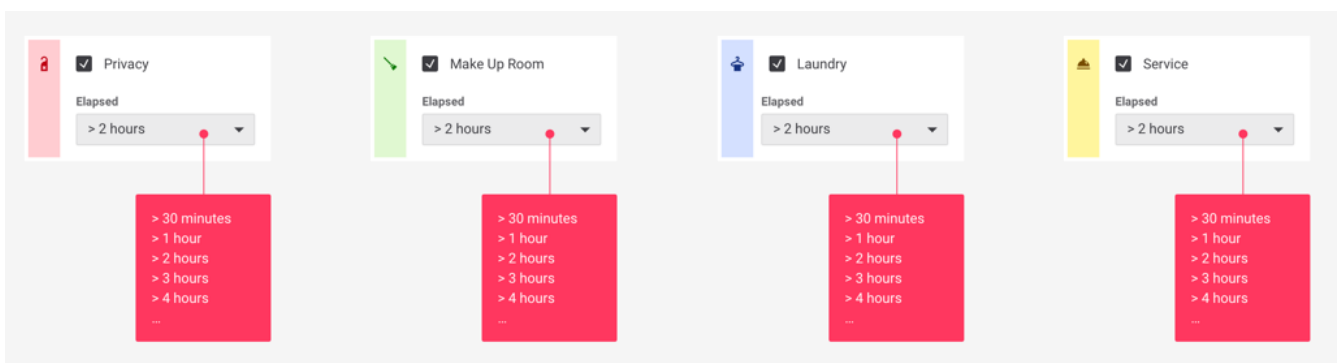 Privacy
Elapsed
> 2 hours
> 30 minutes
> 1 hour
> 2 hours
> 3 hours
> 4 hours
...
Make Up Room
Elapsed
> 2 hours
> 30 minutes
> 1 hour
> 2 hours
> 3 hours
> 4 hours
...
Laundry
Elapsed
> 2 hours
> 30 minutes
> 1 hour
> 2 hours
> 3 hours
> 4 hours
...
Service
Elapsed
> 2 hours
> 30 minutes
> 1 hour
> 2 hours
> 3 hours
> 4 hours
...